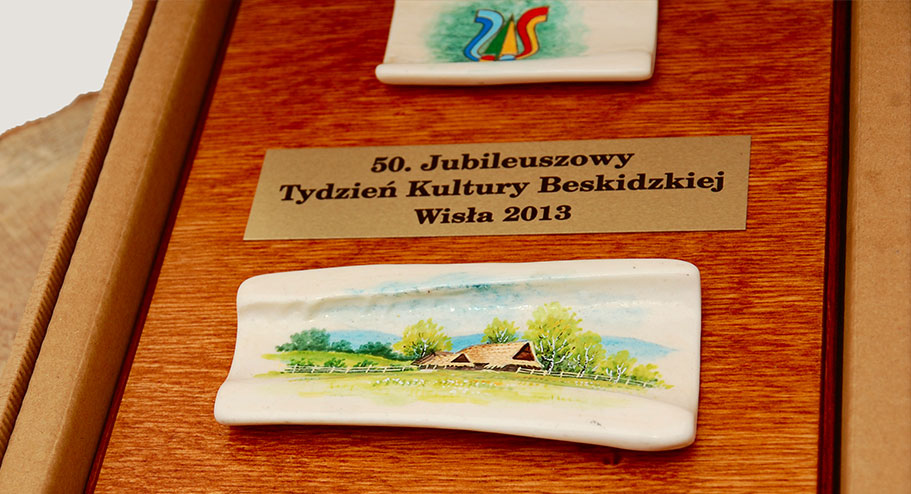 50. Jubileuszowy
Tydzień Kultury Beskidzkiej
Wisła 2013